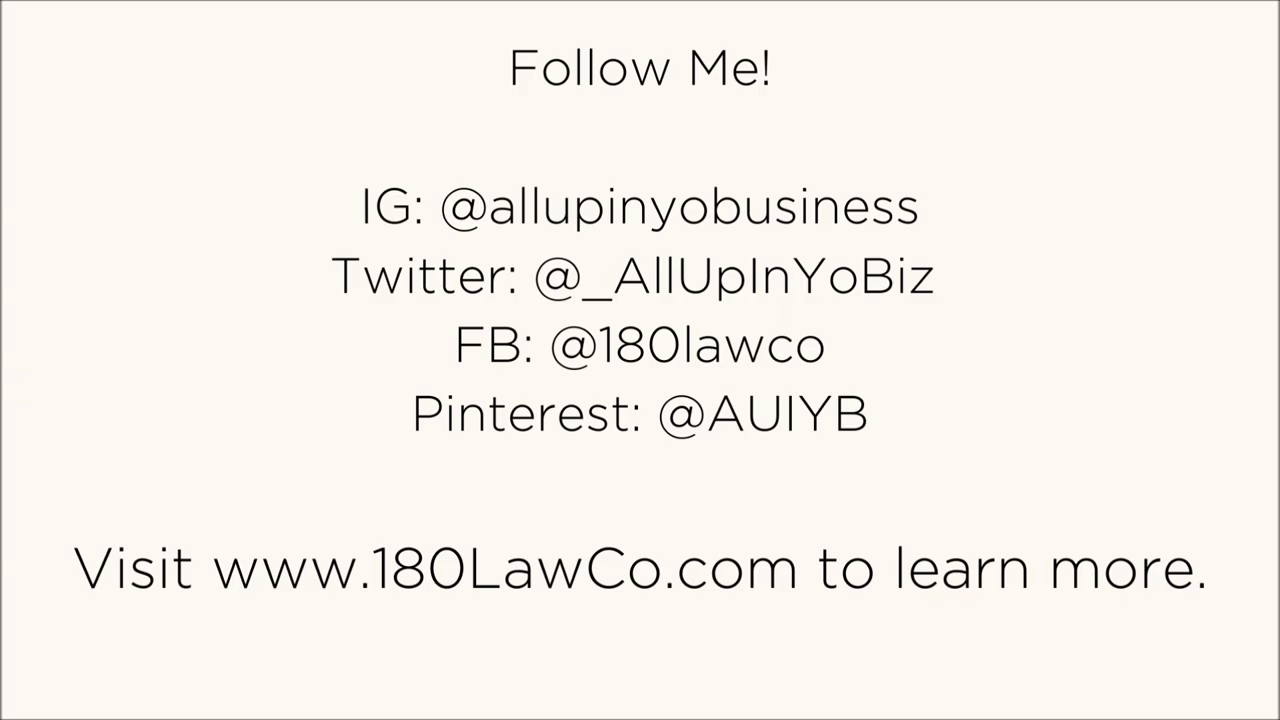 Follow Me!
IG: @allupinyobusiness
Twitter: @_AllUpInYoBiz
FB: @180lawco
Pinterest: @AUIYB
Visit www.180LawCo.com to learn more.